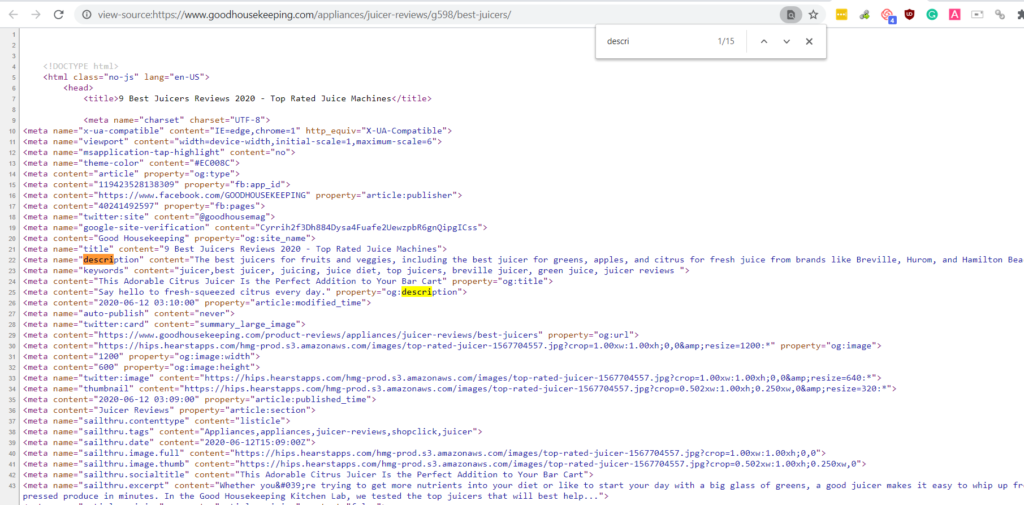 view-source:https://www.goodhousekeeping.com/appliances/juicer-reviews/g598/best-juicers/
descri 1/15
4
1
2
3
4 <!DOCTYPE html>
5 <html class="no-js" lang="en-US">
6 <head>
7 <title>9 Best Juicers Reviews 2020 - Top Rated Juice Machines</title>
8
9 <meta name="charset" charset="UTF-8">
10 <meta name="x-ua-compatible" content="IE=edge,chrome=1" http_equiv="X-UA-Compatible">
11 <meta name="viewport" content="width=device-width,initial-scale=1,maximum-scale=6">
12 <meta name="msapplication-tap-highlight" content="no">
13 <meta name="theme-color" content="#EC008C">
14 <meta content="article" property="og:type">
15 <meta content="119423528138309" property="fb:app_id">
16 <meta content="https://www.facebook.com/GOODHOUSEKEEPING" property="article:publisher">
17 <meta content="40241492597" property="fb:pages">
18 <meta name="twitter:site" content="@goodhousemag">
19 <meta name="google-site-verification" content="Cyrrih2f3Dh884Dysa4Fuafe2UewzpbR6gnQipgICss">
20 <meta content="Good Housekeeping" property="og:site_name">
21 <meta name="title" content="9 Best Juicers Reviews 2020 - Top Rated Juice Machines">
22 <meta name="description" content="The best juicers for fruits and veggies, including the best juicer for greens, apples, and citrus for fresh juice from brands like Breville, Hurom, and Hamilton Bea
23 <meta name="keywords" content="juicer,best juicer, juicing, juice diet, top juicers, breville juicer, green juice, juicer reviews ">
24 <meta content="This Adorable Citrus Juicer Is the Perfect Addition to Your Bar Cart" property="og:title">
25 <meta content="Say hello to fresh-squeezed citrus every day." property="og:description">
26 <meta content="2020-06-12 03:10:00" property="article:modified_time">
27 <meta name="auto-publish" content="never">
28 <meta name="twitter:card" content="summary_large_image">
29 <meta content="https://www.goodhousekeeping.com/product-reviews/appliances/juicer-reviews/best-juicers" property="og:url">
30 <meta content="https://hips.hearstapps.com/hmg-prod.s3.amazonaws.com/images/top-rated-juicer-1567704557.jpg?crop=1.00xw:1.00xh;0,0&amp;resize=1200:*" property="og:image">
31 <meta content="1200" property="og:image:width">
32 <meta content="600" property="og:image:height">
33 <meta name="twitter:image" content="https://hips.hearstapps.com/hmg-prod.s3.amazonaws.com/images/top-rated-juicer-1567704557.jpg?crop=1.00xw:1.00xh;0,0&amp;resize=640:*">
34 <meta name="thumbnail" content="https://hips.hearstapps.com/hmg-prod.s3.amazonaws.com/images/top-rated-juicer-1567704557.jpg?crop=0.502xw:1.00xh;0.250xw,0&amp;resize=320:*">
35 <meta content="2020-06-12 03:09:00" property="article:published_time">
36 <meta content="Juicer Reviews" property="article:section">
37 <meta name="sailthru.contenttype" content="listicle">
38 <meta name="sailthru.tags" content="Appliances,appliances,juicer-reviews,shopclick,juicer">
39 <meta name="sailthru.date" content="2020-06-12T15:09:00Z">
40 <meta name="sailthru.image.full" content="https://hips.hearstapps.com/hmg-prod.s3.amazonaws.com/images/top-rated-juicer-1567704557.jpg?crop=1.00xw:1.00xh;0,0">
41 <meta name="sailthru.image.thumb" content="https://hips.hearstapps.com/hmg-prod.s3.amazonaws.com/images/top-rated-juicer-1567704557.jpg?crop=0.502xw:1.00xh;0.250xw,0">
42 <meta name="sailthru.socialtitle" content="This Adorable Citrus Juicer Is the Perfect Addition to Your Bar Cart">
43 <meta name="sailthru.excerpt" content="Whether you&#039;re trying to get more nutrients into your diet or like to start your day with a big glass of greens, a good juicer makes it easy to whip up fr
pressed produce in minutes. In the Good Housekeeping Kitchen Lab, we tested the top juicers that will best help...">